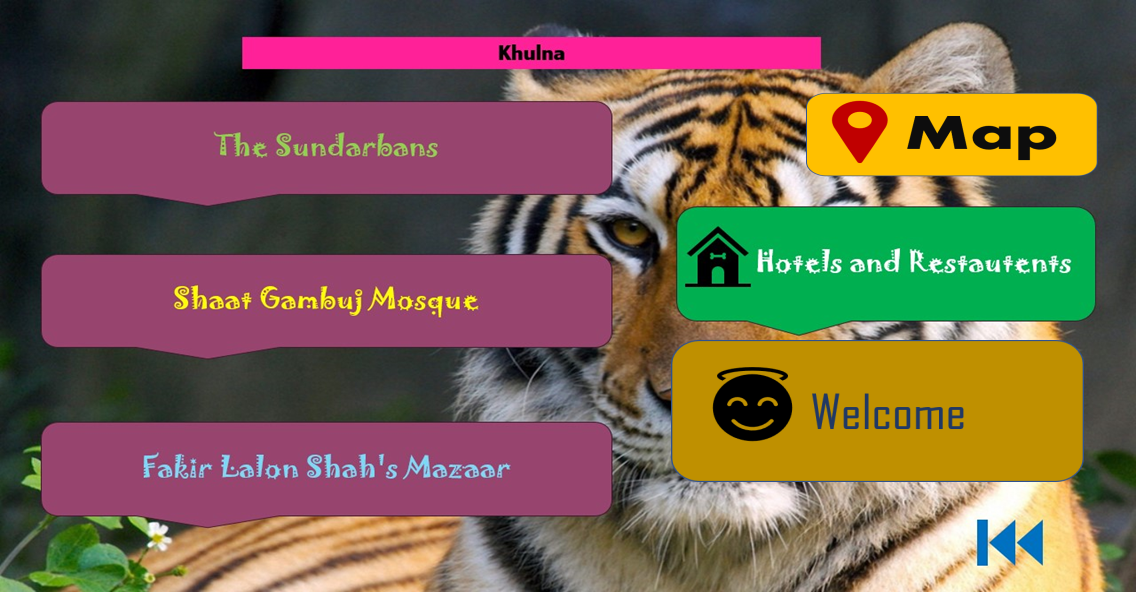 Khulna
The Sundarbans
Map
Shaat Gambuj Mosque
Hotels and Restautents
Fakir Lalon Shah's Mazaar
Welcome